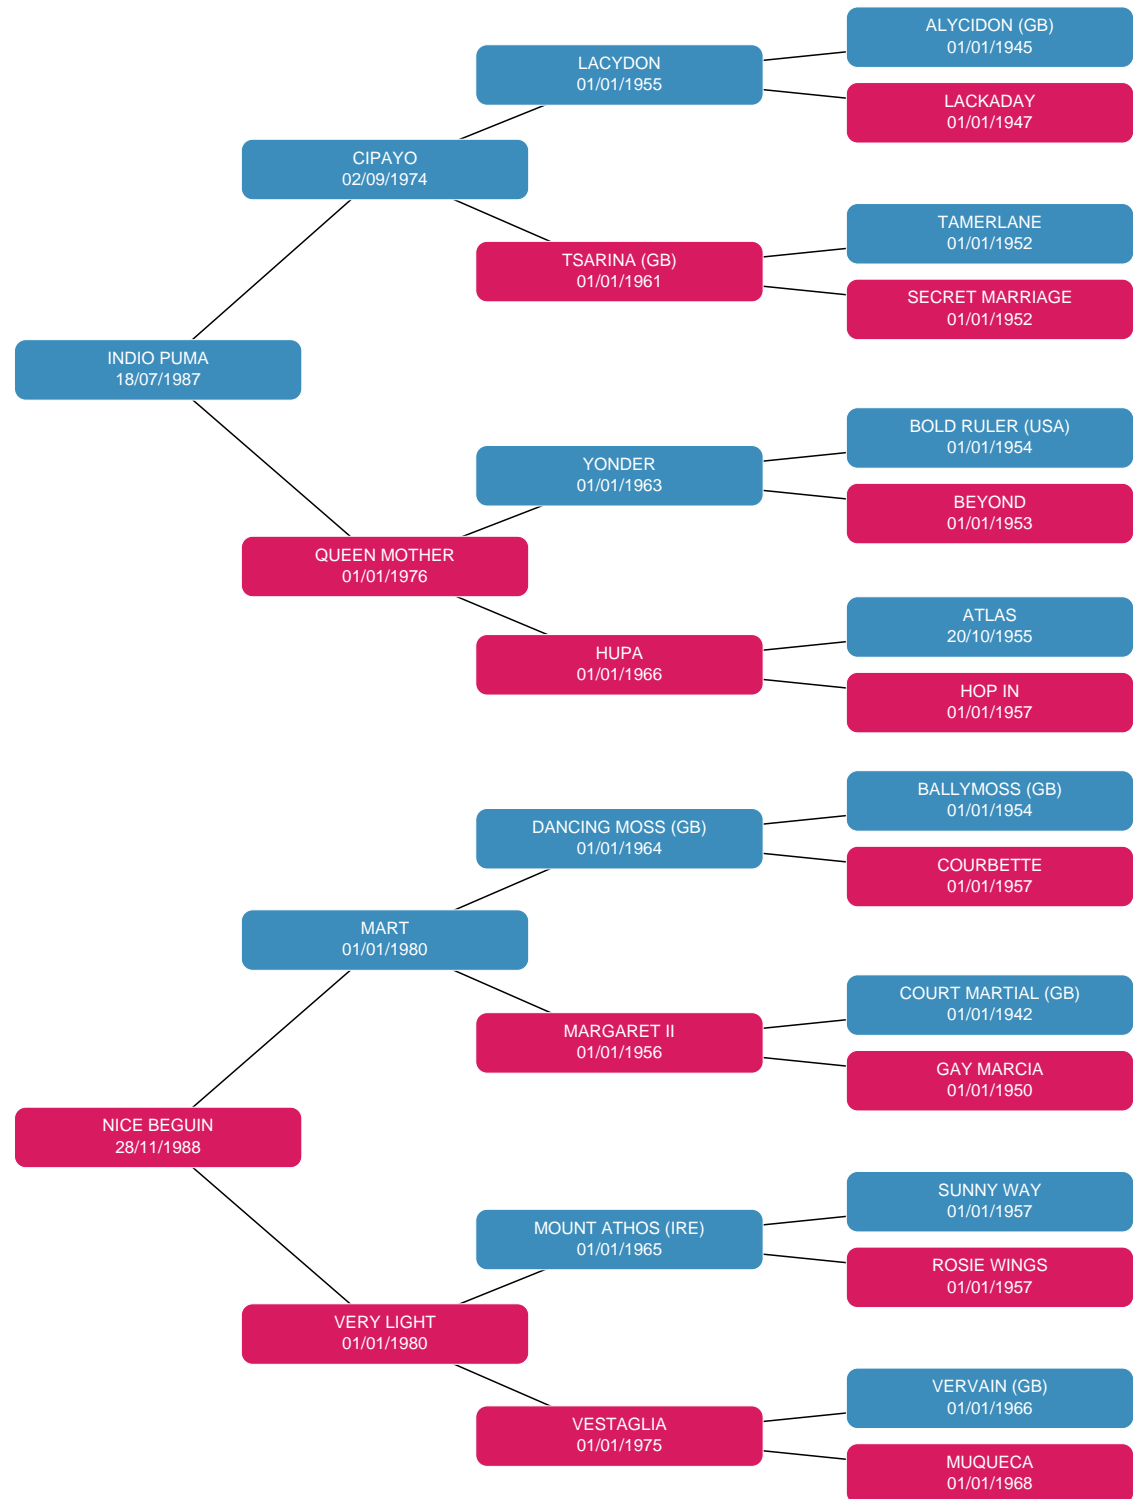 ALYCIDON (GB)
01/01/1945
LACYDON
01/01/1955
LACKADAY
01/01/1947
CIPAYO
02/09/1974
TAMERLANE
01/01/1952
TSARINA (GB)
01/01/1961
SECRET MARRIAGE
01/01/1952
INDIO PUMA
18/07/1987
BOLD RULER (USA)
01/01/1954
YONDER
01/01/1963
BEYOND
01/01/1953
QUEEN MOTHER
01/01/1976
ATLAS
20/10/1955
HUPA
01/01/1966
HOP IN
01/01/1957
BALLYMOSS (GB)
01/01/1954
DANCING MOSS (GB)
01/01/1964
COURBETTE
01/01/1957
MART
01/01/1980
COURT MARTIAL (GB)
01/01/1942
MARGARET II
01/01/1956
GAY MARCIA
01/01/1950
NICE BEGUIN
28/11/1988
SUNNY WAY
01/01/1957
MOUNT ATHOS (IRE)
01/01/1965
ROSIE WINGS
01/01/1957
VERY LIGHT
01/01/1980
VERVAIN (GB)
01/01/1966
VESTAGLIA
01/01/1975
MUQUECA
01/01/1968